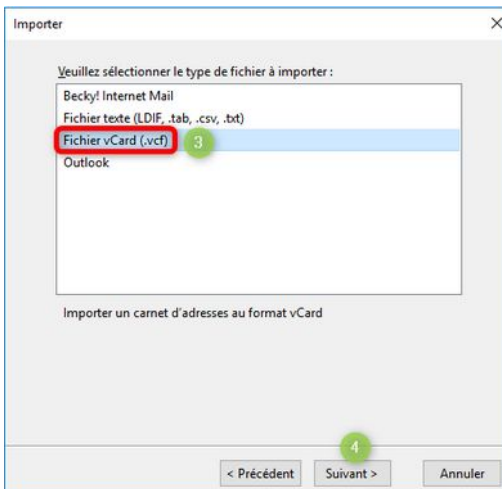 Importer
Veuillez sélectionner le type de fichier à importer :
Becky! Internet Mail
Fichier texte (LDIF, .tab, .csv, .txt)
Fichier vCard (.vcf)
3
Outlook
Importer un carnet d'adresses au format vCard
4
< Précédent
Suivant >
Annuler